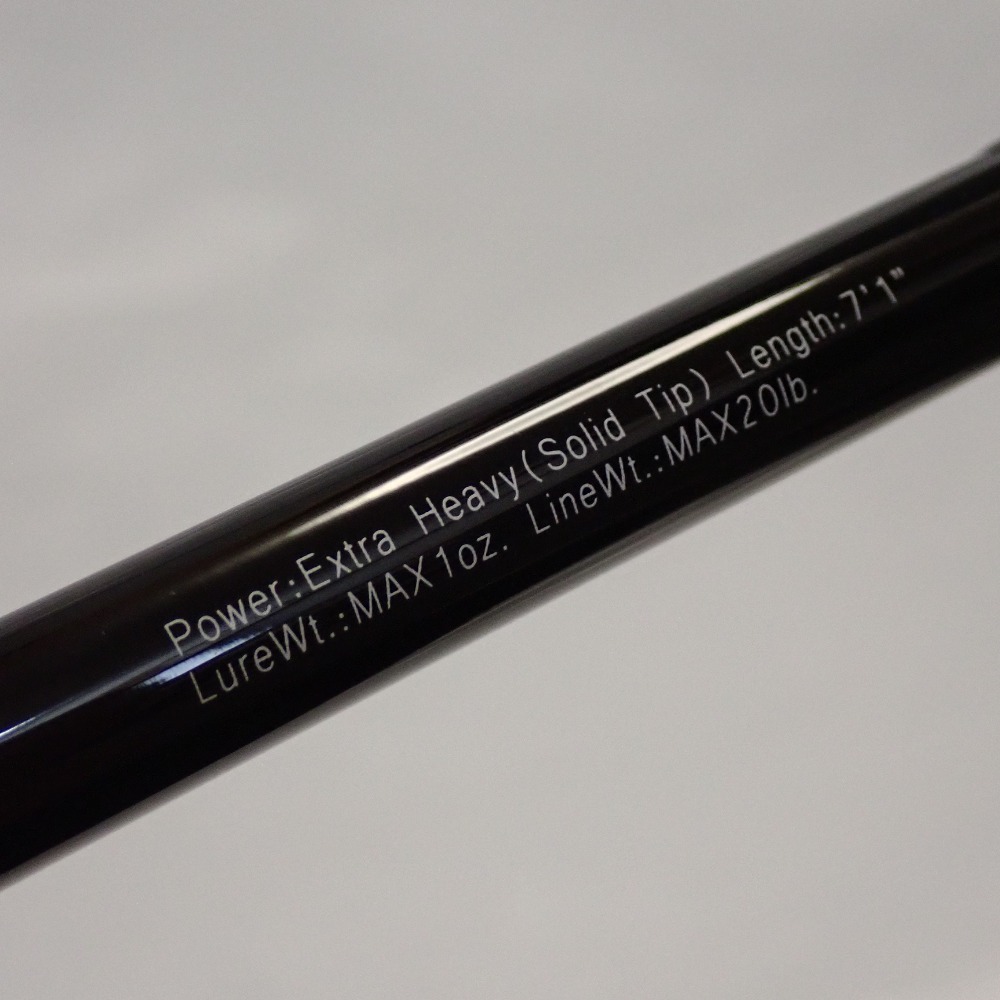 Power:Extra Heavy(Solid Tip) Length:7'1"
LureWt.:MAX1oz. LineWt.:MAX20lb.